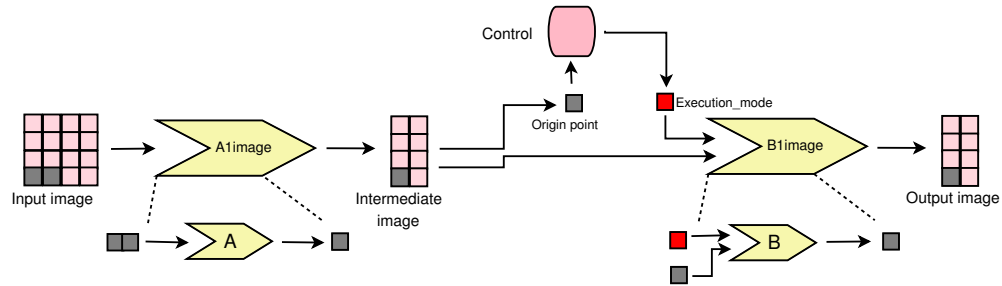 Control
Execution_mode
Origin point
A1image
B1image
Input image
Intermediate
image
Output image
A
B